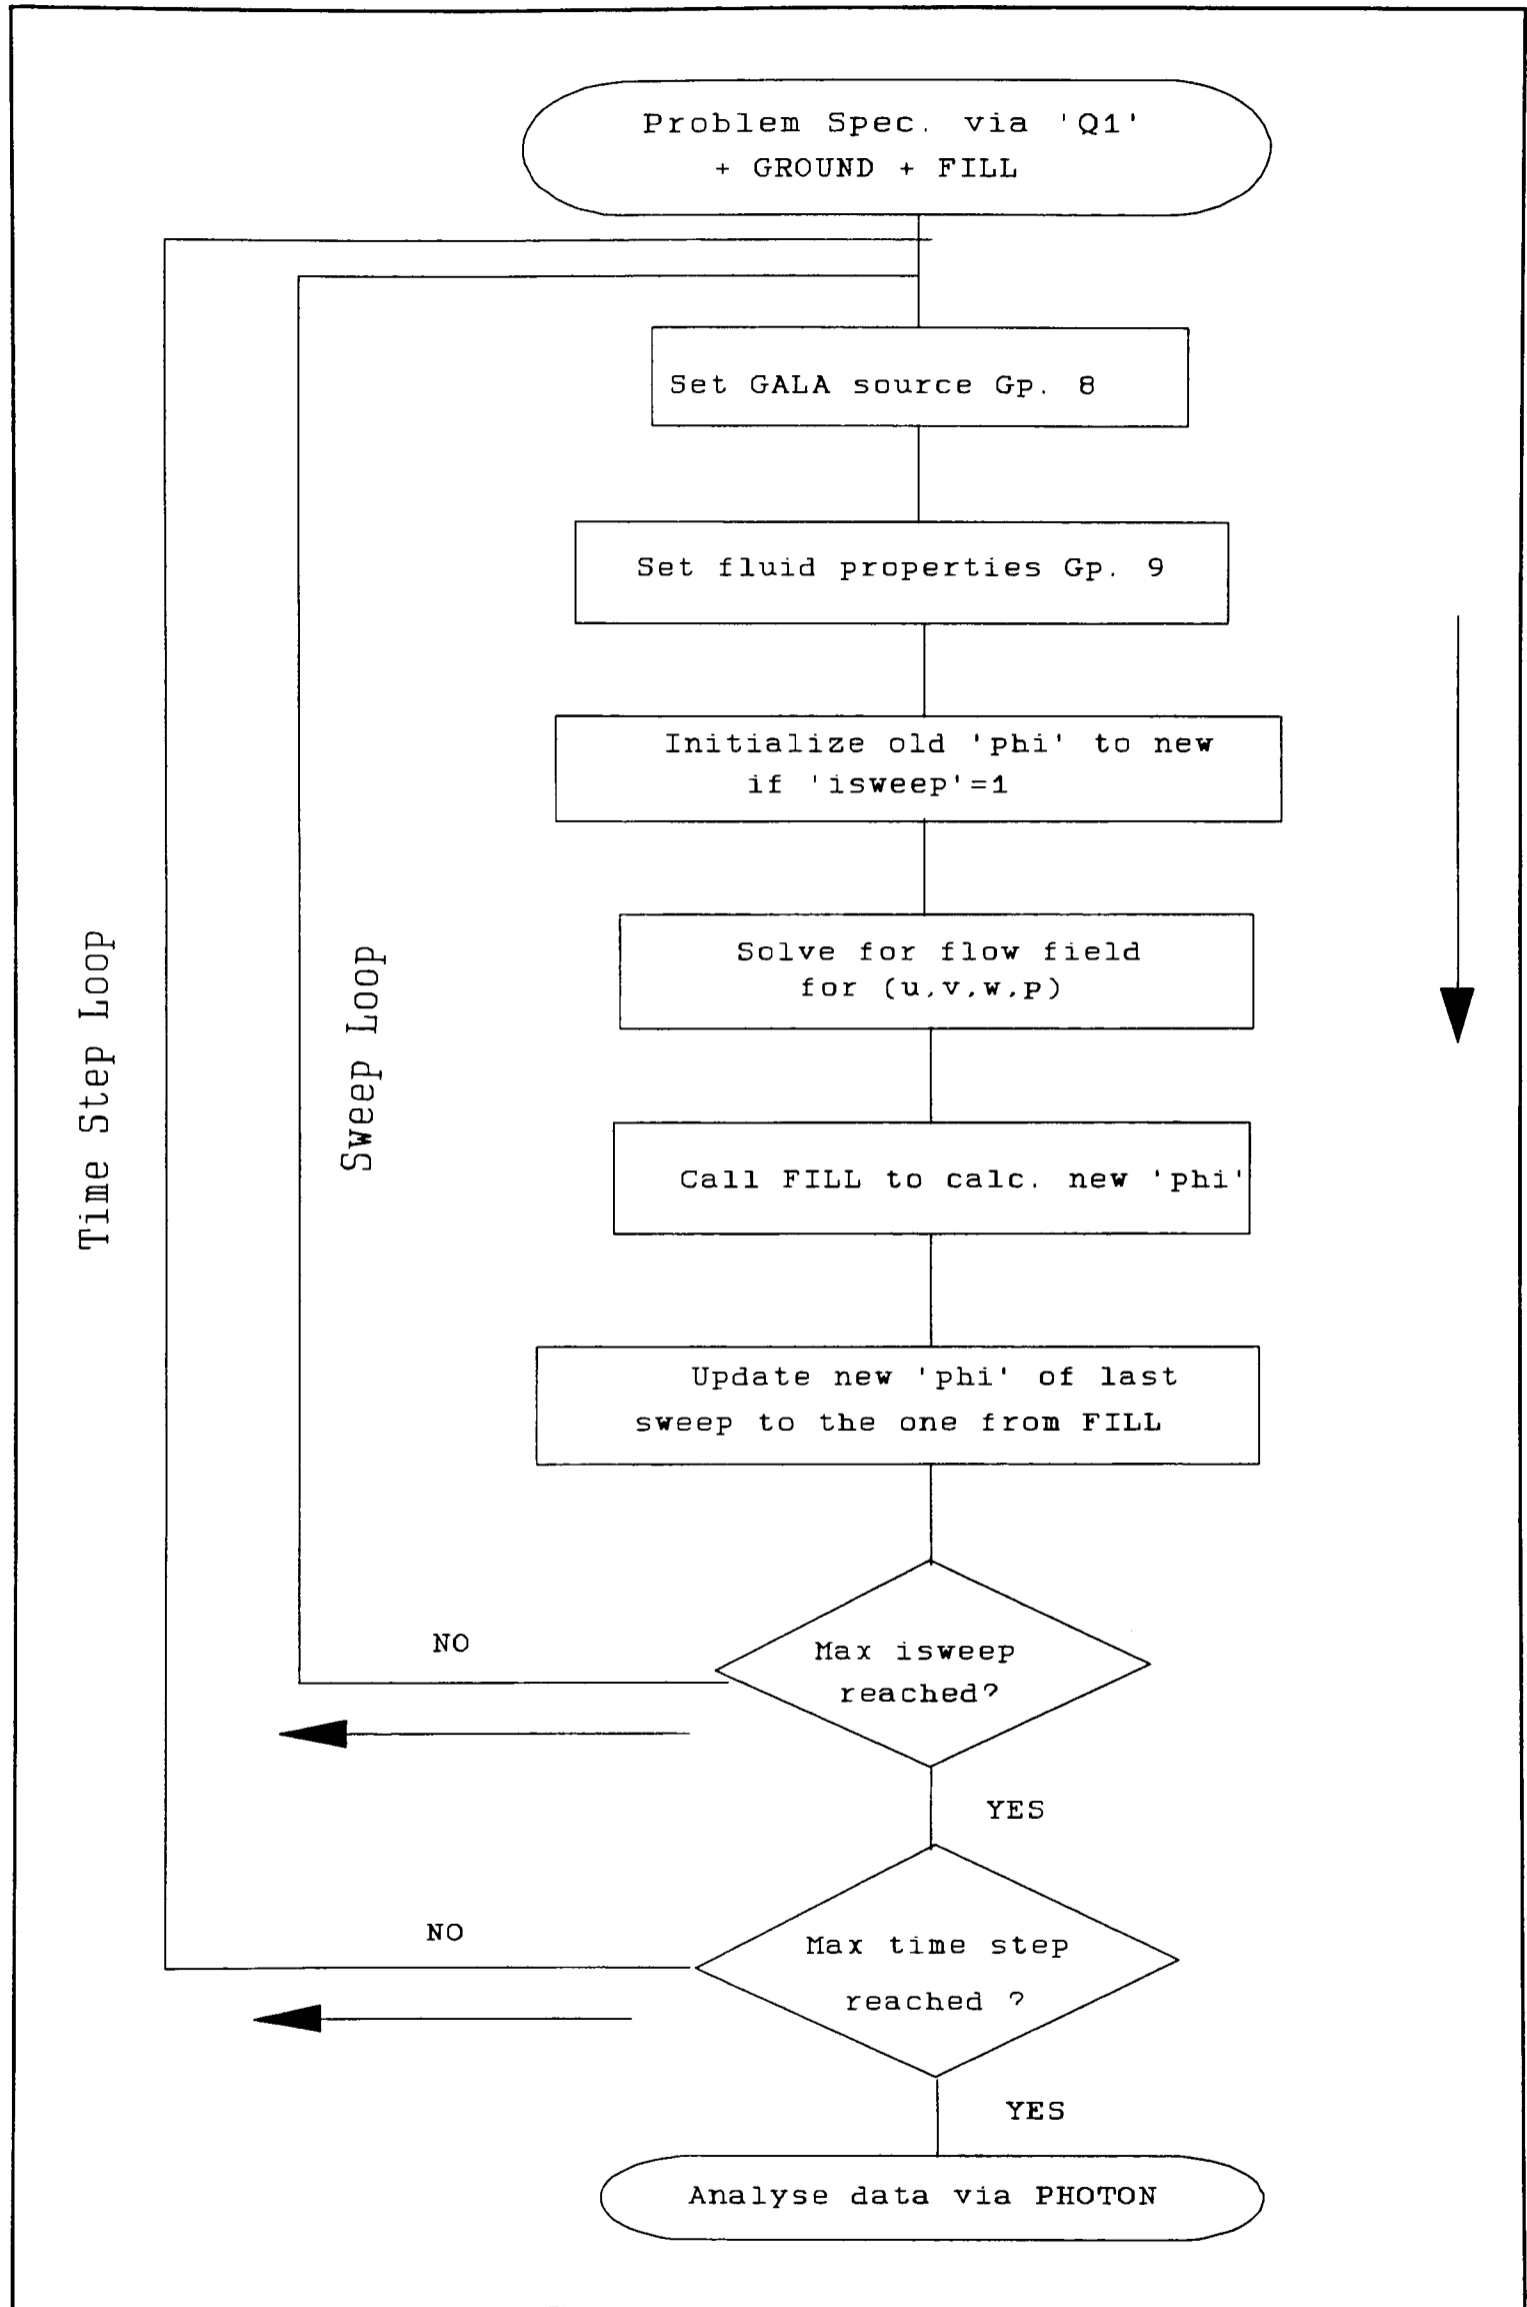 Problem Spec. via 'Q1'
+ GROUND + FILL
Set GALA source Gp. 8
Set fluid properties Gp. 9
Initialize old 'phi' to new
if 'isweep'=1
Solve for flow field
for (u,v,w,p)
Call FILL to calc. new 'phi'
Update new 'phi' of last
sweep to the one from FILL
Time Step Loop
Sweep Loop
Max isweep
reached?
NO
YES
Max time step
reached ?
NO
YES
Analyse data via PHOTON